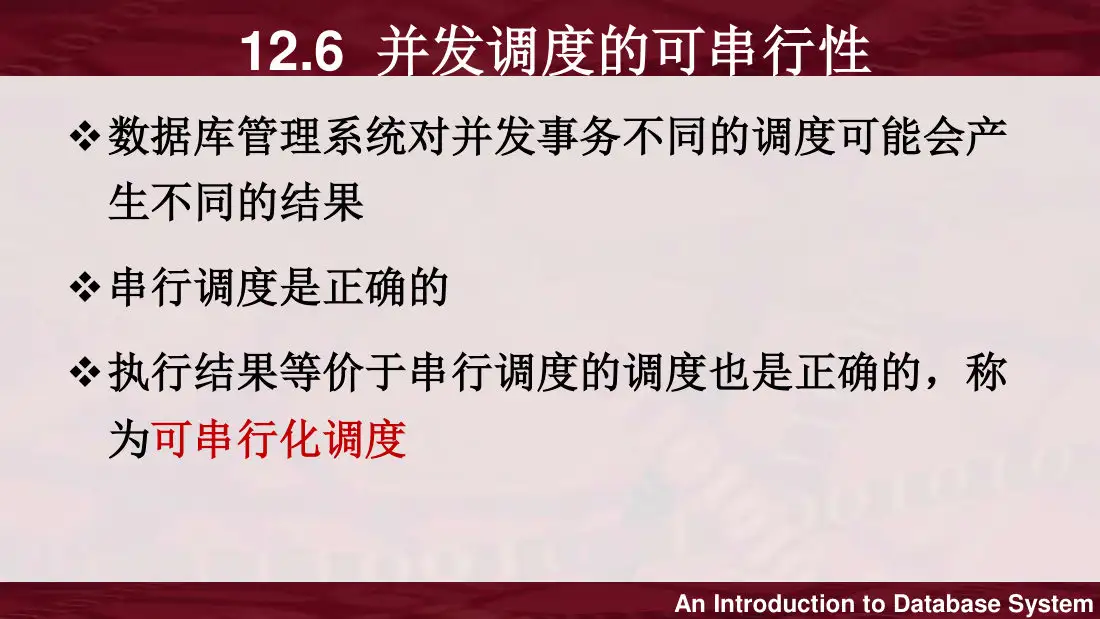 12.6 并发调度的可串行性
❖数据库管理系统对并发事务不同的调度可能会产
生不同的结果
❖串行调度是正确的
❖执行结果等价于串行调度的调度也是正确的，称
为可串行化调度
An Introduction to Database System